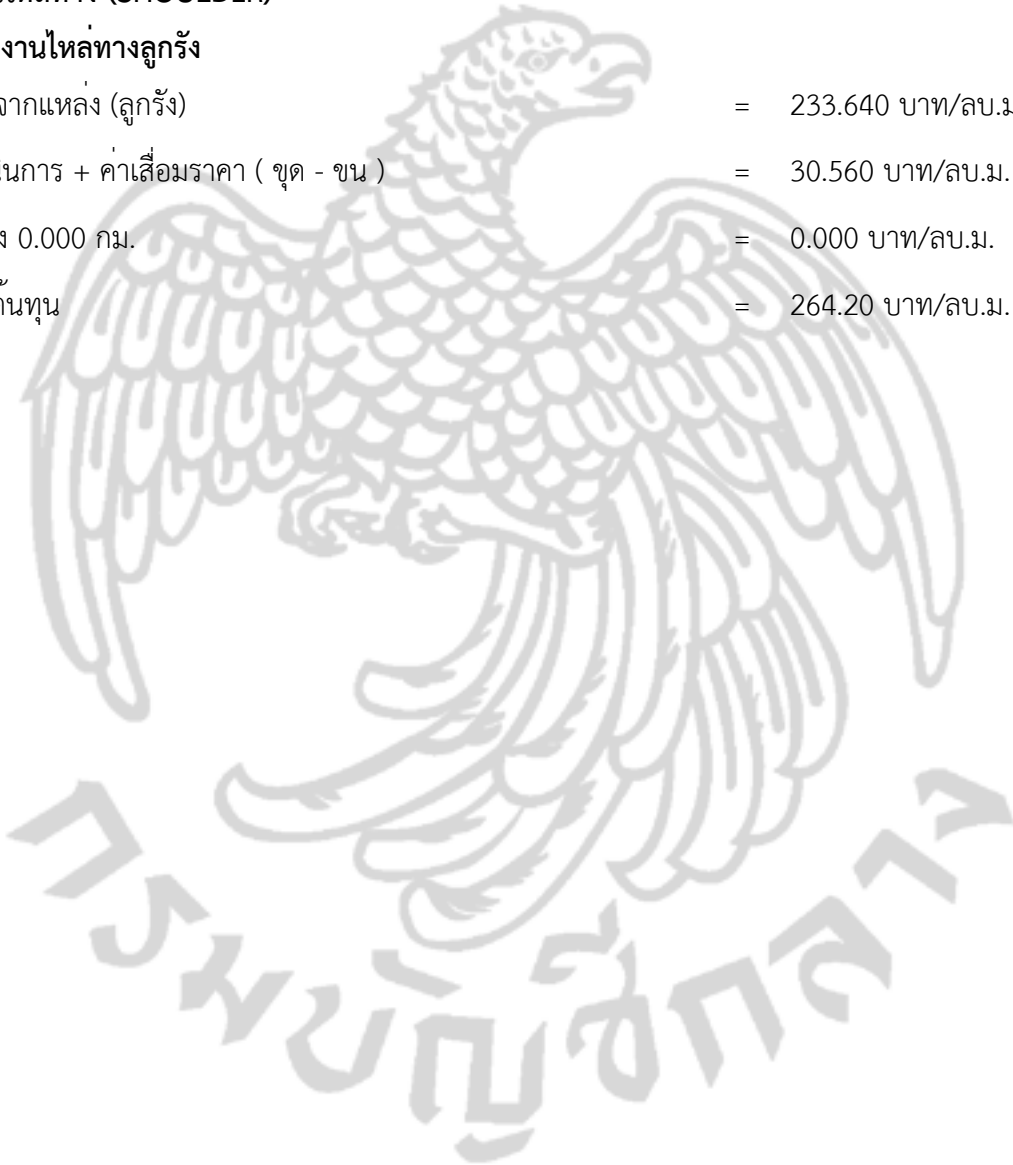 งานไหล่ทางลูกรัง
จากแหล่ง (ลูกรัง) = 233.640 บาท/ลบ.ม
นการ + ค่าเสื่อมราคา ( ขุด - ขน ) = 30.560 บาท/ลบ.ม.
ง 0.000 กม. = 0.000 บาท/ลบ.ม.
ต้นทุน = 264.20 บาท/ลบ.ม.
กรมบัญชีกลาง